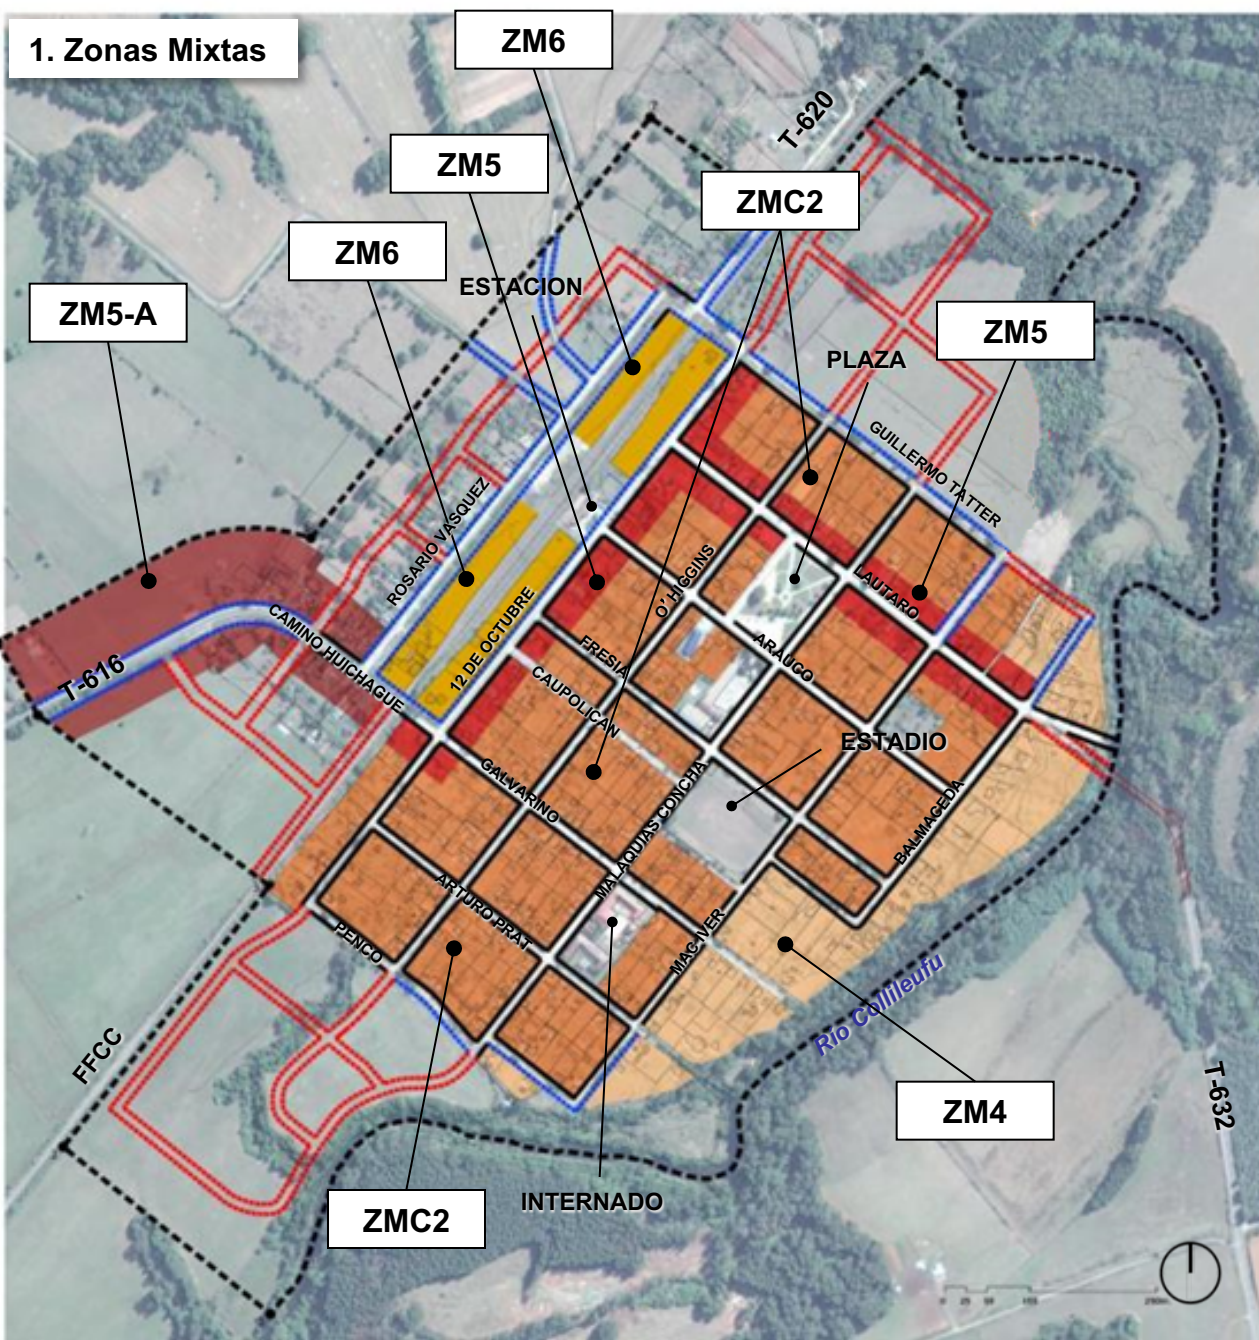 1. Zonas Mixtas
ZM6
T-620
ZM5
ZMC2
ZM6
ESTACION
ZM5-A
ZM5
PLAZA
GUILLERMO TATTER
ROSARIO VASQUEZ
O' HIGGINS
LAUTARO
12 DE OCTUBRE
CAMINO HUICHAGUE
FRESIA
ARAUCO
T-616
CAUPOLICAN
ESTADIO
GALVARINO
MALAQUIAS CONCHA
BALMACEDA
ARTURO PRAT
PENCO
MAC-IVER
Río Collileufu
FFCC
ZM4
T-632
INTERNADO
ZMC2